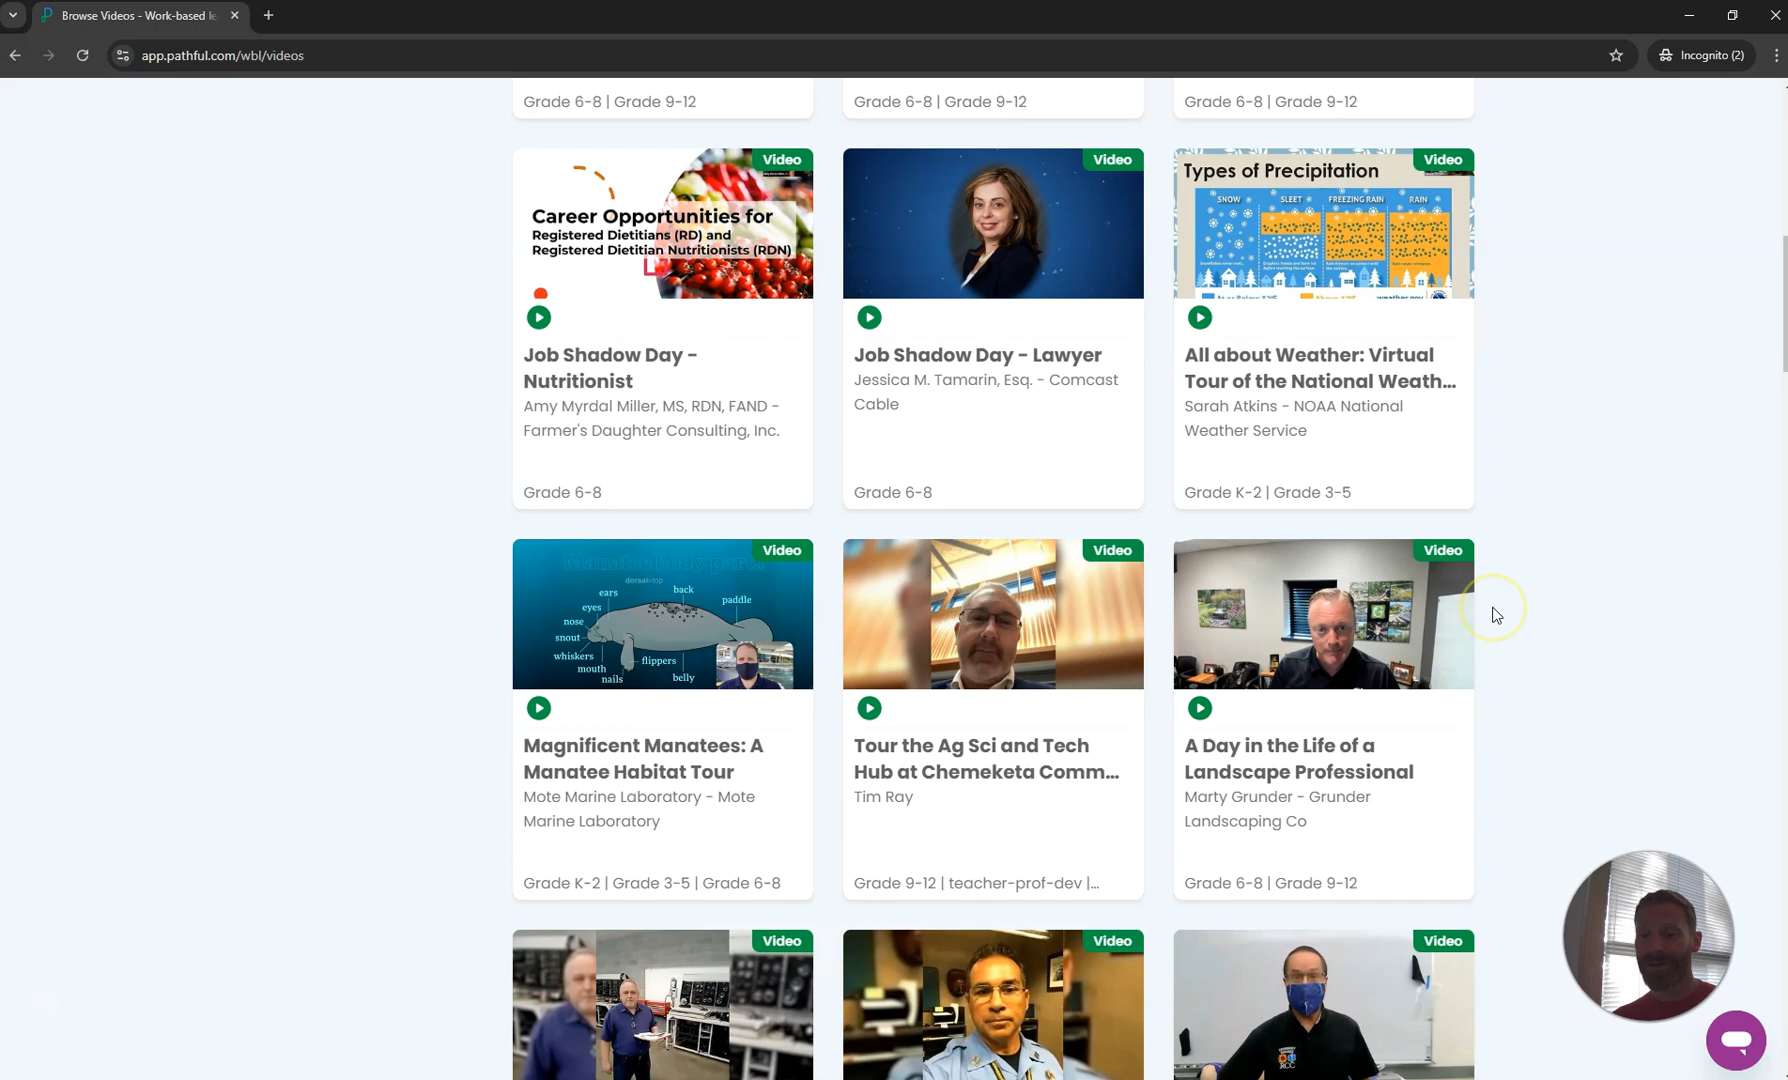 Browse Videos - Work-based le
app.pathful.com/wbl/videos
Incognito (2)
Grade 6-8 | Grade 9-12
Grade 6-8 | Grade 9-12
Grade 6-8 | Grade 9-12
Video
Career Opportunities for
Registered Dietitians (RD) and
Registered Dietitian Nutritionists (RDN)
Job Shadow Day -
Nutritionist
Amy Myrdal Miller, MS, RDN, FAND -
Farmer's Daughter Consulting, Inc.
Grade 6-8
Video
Job Shadow Day - Lawyer
Jessica M. Tamarin, Esq. - Comcast
Cable
Grade 6-8
Video
Types of Precipitation
SNOW SLEET FREEZING RAIN RAIN
weather.gov
All about Weather: Virtual
Tour of the National Weath...
Sarah Atkins - NOAA National
Weather Service
Grade K-2 | Grade 3-5
Video
Manatee body parts
dorsal=top
ears
back
paddle
eyes
nose
snout
whiskers
mouth
nails
flippers
belly
Magnificent Manatees: A
Manatee Habitat Tour
Mote Marine Laboratory - Mote
Marine Laboratory
Grade K-2 | Grade 3-5 | Grade 6-8
Video
Tour the Ag Sci and Tech
Hub at Chemeketa Comm...
Tim Ray
Grade 9-12 | teacher-prof-dev |...
Video
A Day in the Life of a
Landscape Professional
Marty Grunder - Grunder
Landscaping Co
Grade 6-8 | Grade 9-12
Video
Video
Video
RCC